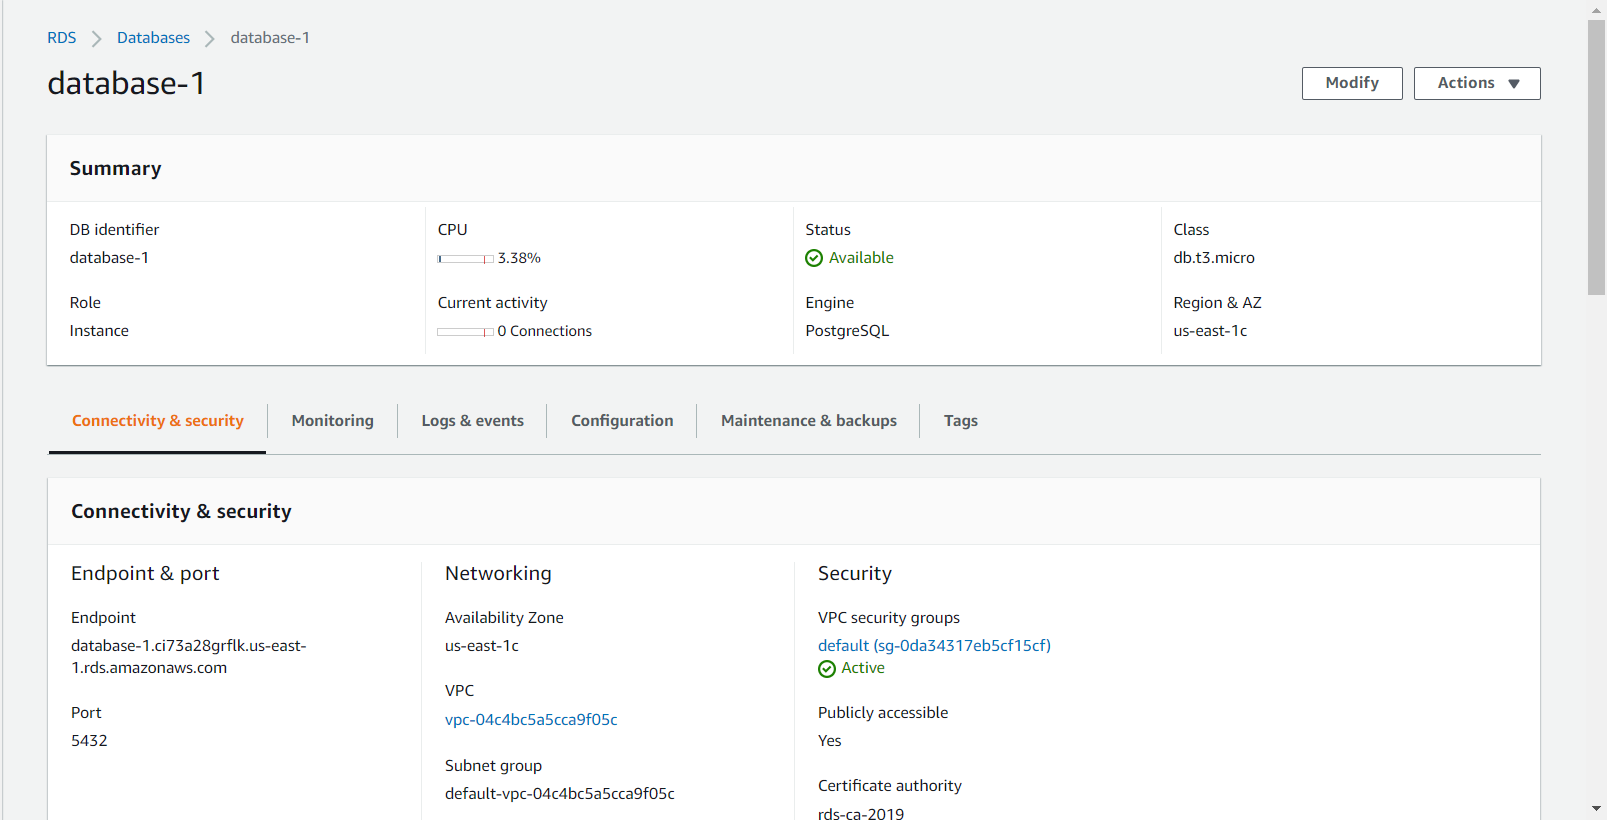 RDS > Databases > database-1
database-1
Modify
Actions
Summary
DB identifier
database-1
CPU
3.38%
Status
Available
Class
db.t3.micro
Role
Instance
Current activity
0 Connections
Engine
PostgreSQL
Region & AZ
us-east-1c
Connectivity & security
Monitoring
Logs & events
Configuration
Maintenance & backups
Tags
Connectivity & security
Endpoint & port
Endpoint
database-1.ci73a28grflk.us-east-
1.rds.amazonaws.com
Port
5432
Networking
Availability Zone
us-east-1c
VPC
vpc-04c4bc5a5cca9f05c
Subnet group
default-vpc-04c4bc5a5cca9f05c
Security
VPC security groups
default (sg-0da34317eb5cf15cf)
Active
Publicly accessible
Yes
Certificate authority
rds-ca-2019